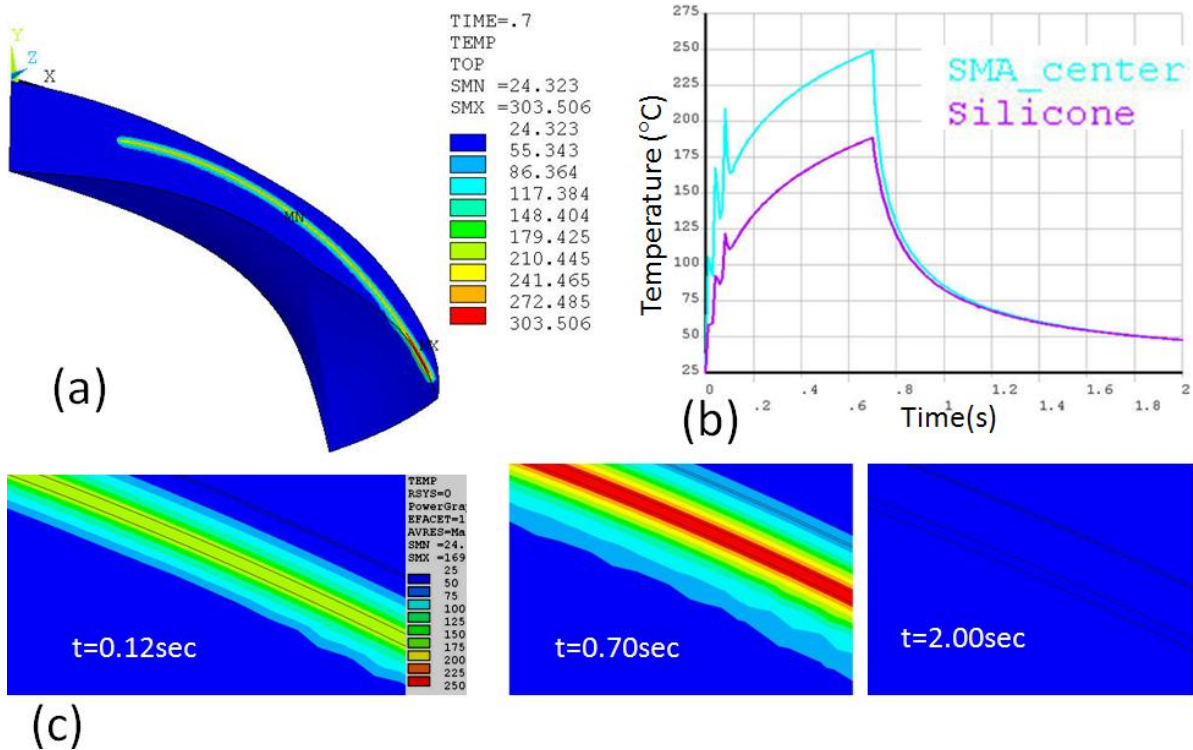 Y
Z
X
MN
MX
(a)
TIME=.7
TEMP
TOP
SMN =24.323
SMX =303.506
24.323
55.343
86.364
117.384
148.404
179.425
210.445
241.465
272.485
303.506
275
250
225
200
175
150
125
100
75
50
25
Temperature (°C)
SMA_center
Silicone
0 .4 .8 1.2 1.6 2
.2 .6 1 1.4 1.8
Time(s)
(b)
t=0.12sec
TEMP
RSYS=0
PowerGra
EFACET=1
AVRES=Ma
SMN =24.
SMX =169
25
50
75
100
125
150
175
200
225
250
t=0.70sec
t=2.00sec
(c)